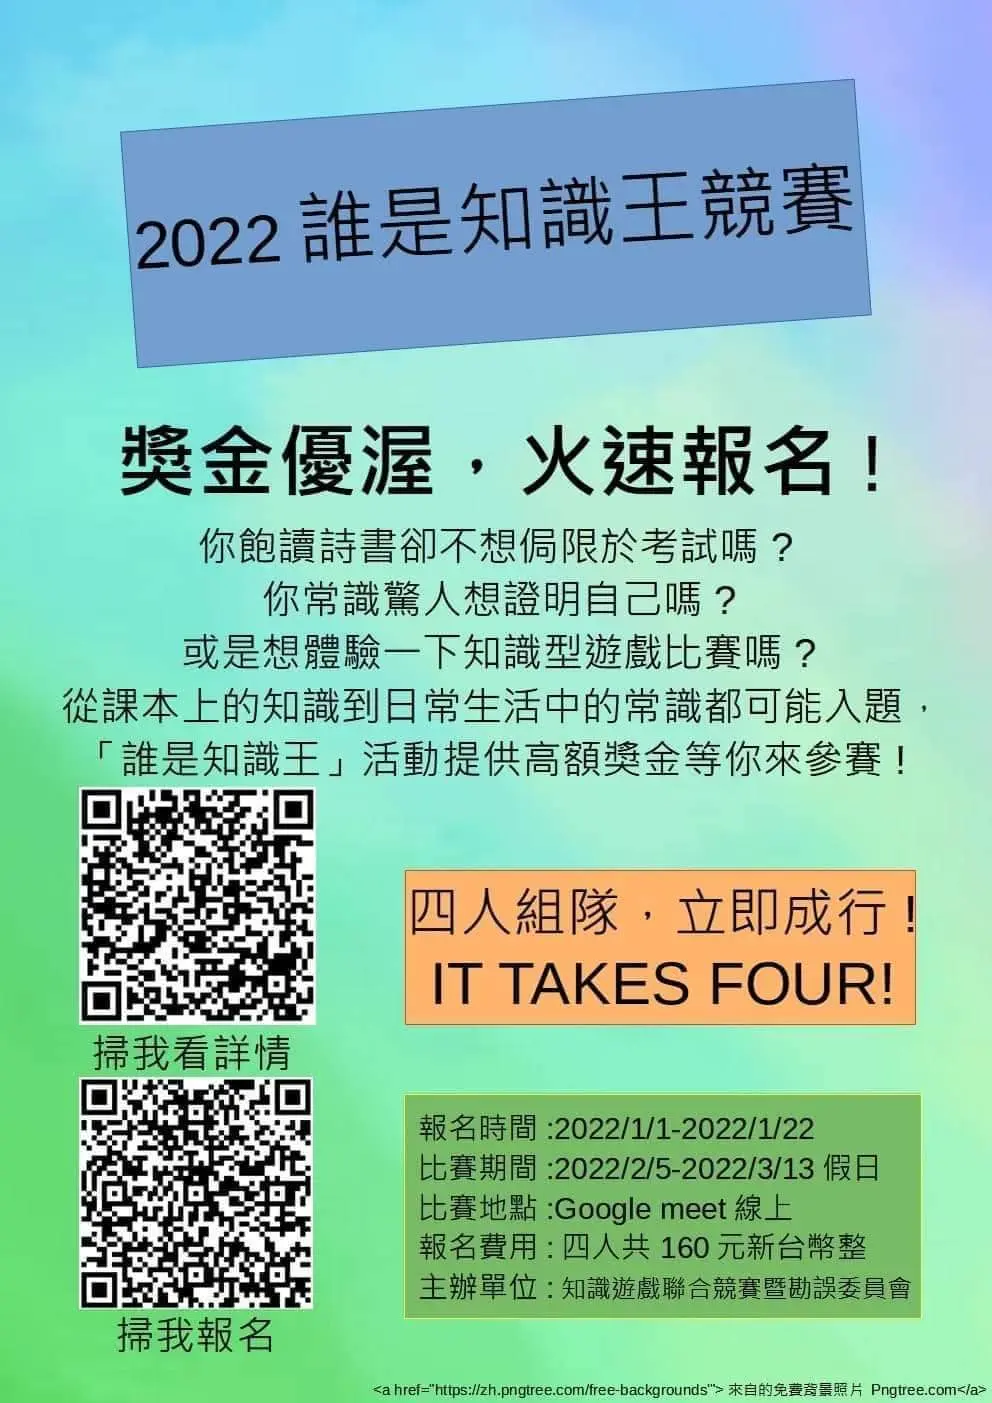 2022 誰是知識王競賽
獎金優渥，火速報名！
你飽讀詩書卻不想侷限於考試嗎？
你常識驚人想證明自己嗎？
或是想體驗一下知識型遊戲比賽嗎？
從課本上的知識到日常生活中的常識都可能入題，
「誰是知識王」活動提供高額獎金等你來參賽！
掃我看詳情
四人組隊，立即成行！
IT TAKES FOUR!
掃我報名
報名時間 :2022/1/1-2022/1/22
比賽期間 :2022/2/5-2022/3/13 假日
比賽地點 :Google meet 線上
報名費用 : 四人共 160 元新台幣整
主辦單位 : 知識遊戲聯合競賽暨勘誤委員會
<a href="https://zh.pngtree.com/free-backgrounds'"> 來自的免費背景照片 Pngtree.com</a>